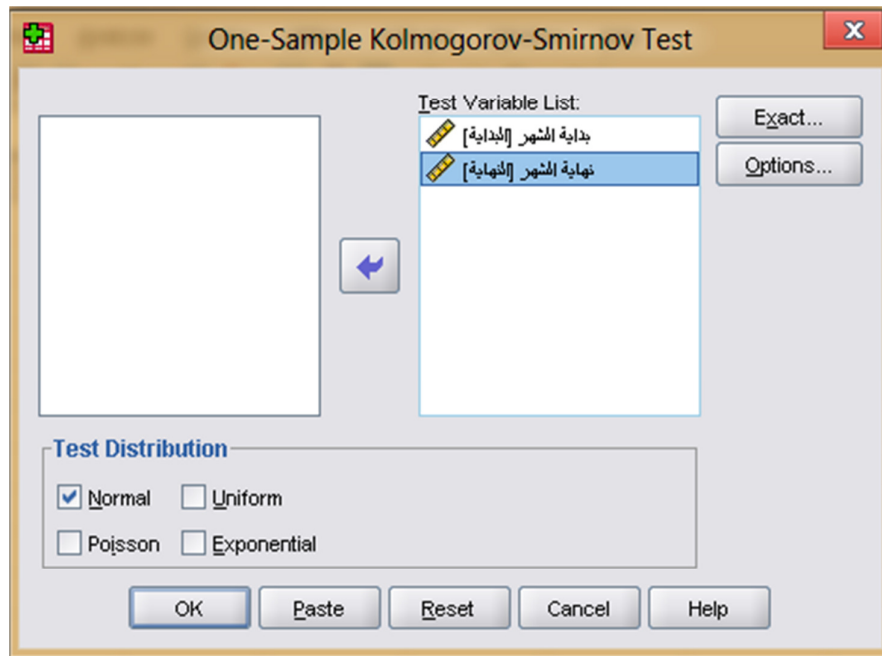 One-Sample Kolmogorov-Smirnov Test
Test Variable List:
بداية الشهر [البداية]
نهاية الشهر [النهاية]
Exact...
Options...
Test Distribution
Normal
Uniform
Poisson
Exponential
OK
Paste
Reset
Cancel
Help